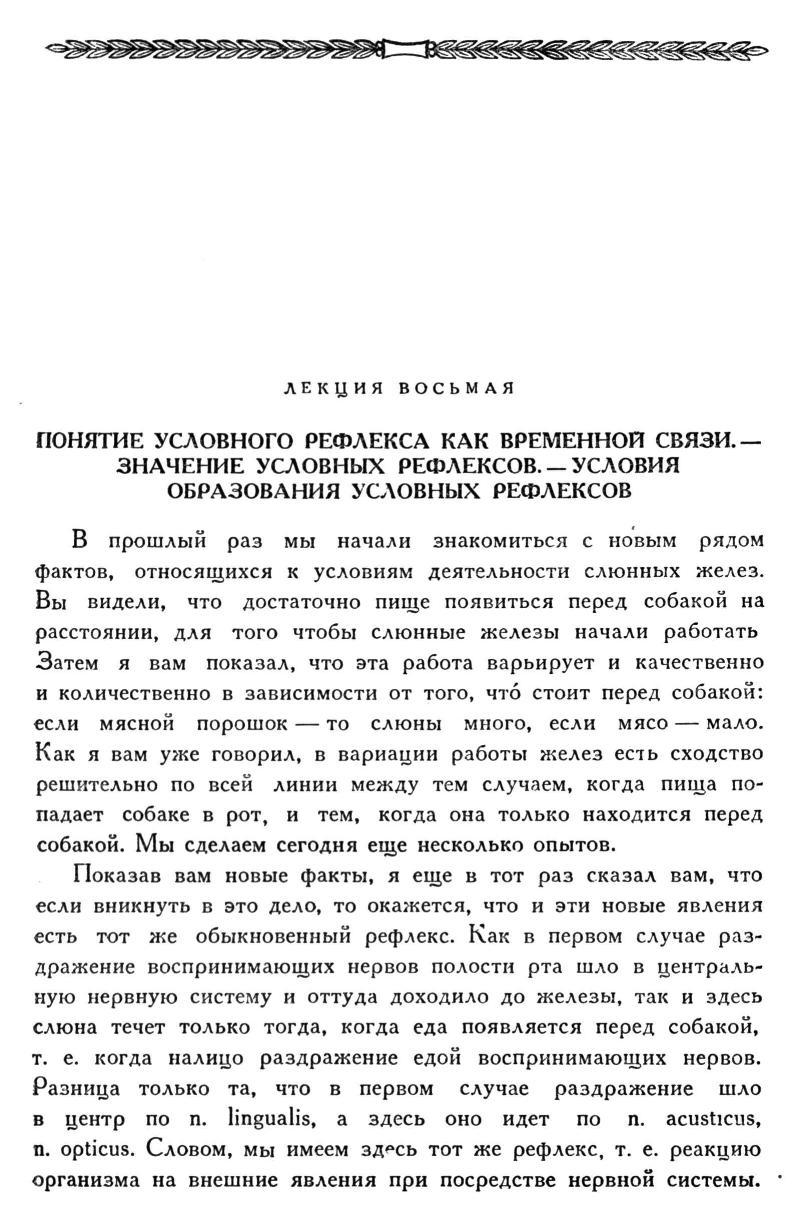 ЛЕКЦИЯ ВОСЬМАЯ
ПОНЯТИЕ УСЛОВНОГО РЕФЛЕКСА КАК ВРЕМЕННОЙ СВЯЗИ. —
ЗНАЧЕНИЕ УСЛОВНЫХ РЕФЛЕКСОВ. — УСЛОВИЯ
ОБРАЗОВАНИЯ УСЛОВНЫХ РЕФЛЕКСОВ
В прошлый раз мы начали знакомиться с новым рядом
фактов, относящихся к условиям деятельности слюнных желез.
Вы видели, что достаточно пище появиться перед собакой на
расстоянии, для того чтобы слюнные железы начали работать
Затем я вам показал, что эта работа варьирует и качественно
и количественно в зависимости от того, что́ стоит перед собакой:
если мясной порошок — то слюны много, если мясо — мало.
Как я вам уже говорил, в вариации работы желез есть сходство
решительно по всей линии между тем случаем, когда пища по-
падает собаке в рот, и тем, когда она только находится перед
собакой. Мы сделаем сегодня еще несколько опытов.
Показав вам новые факты, я еще в тот раз сказал вам, что
если вникнуть в это дело, то окажется, что и эти новые явления
есть тот же обыкновенный рефлекс. Как в первом случае раз-
дражение воспринимающих нервов полости рта шло в централь-
ную нервную систему и оттуда доходило до железы, так и здесь
слюна течет только тогда, когда еда появляется перед собакой,
т. е. когда налицо раздражение едой воспринимающих нервов.
Разница только та, что в первом случае раздражение шло
в центр по n. lingualis, а здесь оно идет по n. acusticus,
n. opticus. Словом, мы имеем здесь тот же рефлекс, т. е. реакцию
организма на внешние явления при посредстве нервной системы.